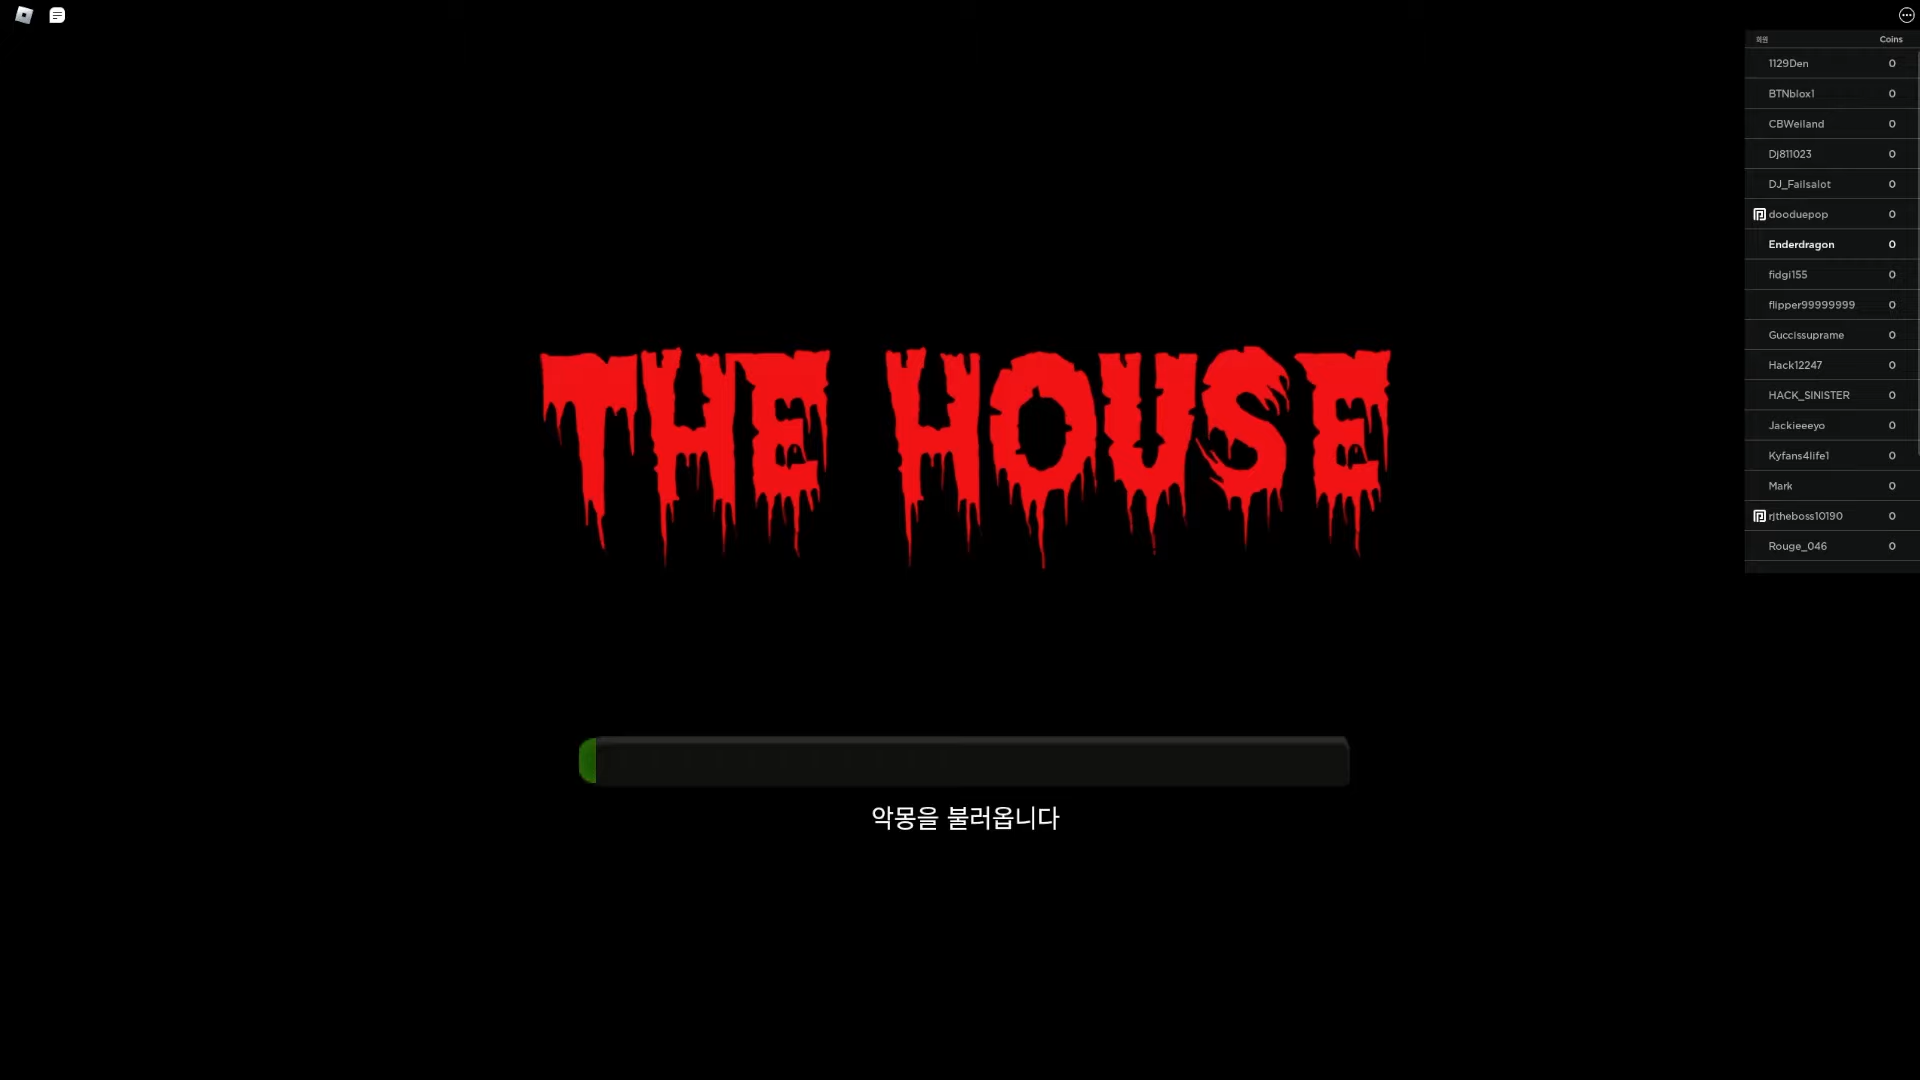 회원 Coins
1129Den 0
BTNblox1 0
CBWeiland 0
Dj811023 0
DJ_Failsalot 0
dooduepop 0
Enderdragon 0
fidgi155 0
flipper99999999 0
Guccissuprame 0
Hack12247 0
HACK_SINISTER 0
Jackieeeyo 0
Kyfans4life1 0
Mark 0
rjtheboss10190 0
Rouge_046 0
THE HOUSE
악몽을 불러옵니다